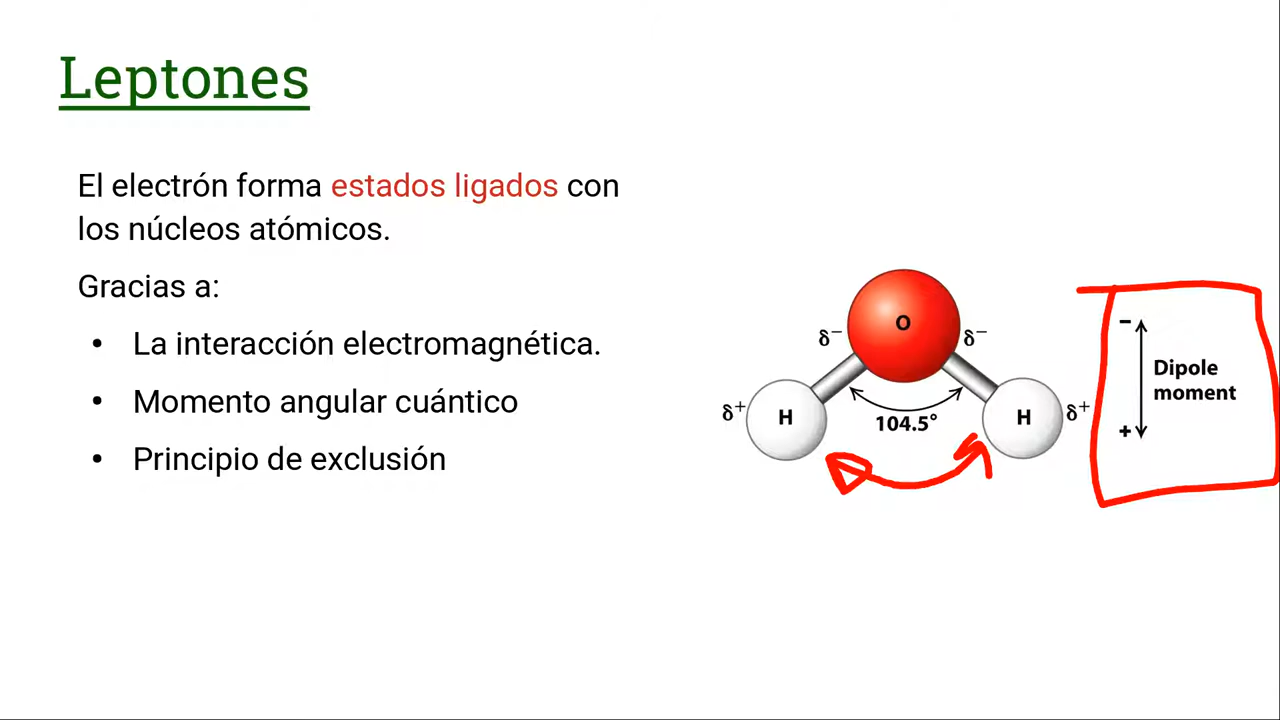 Leptones
El electrón forma estados ligados con
los núcleos atómicos.
Gracias a:
• La interacción electromagnética.
• Momento angular cuántico
• Principio de exclusión
O
δ− δ−
H H
δ+ δ+
104.5°
−
Dipole
moment
+